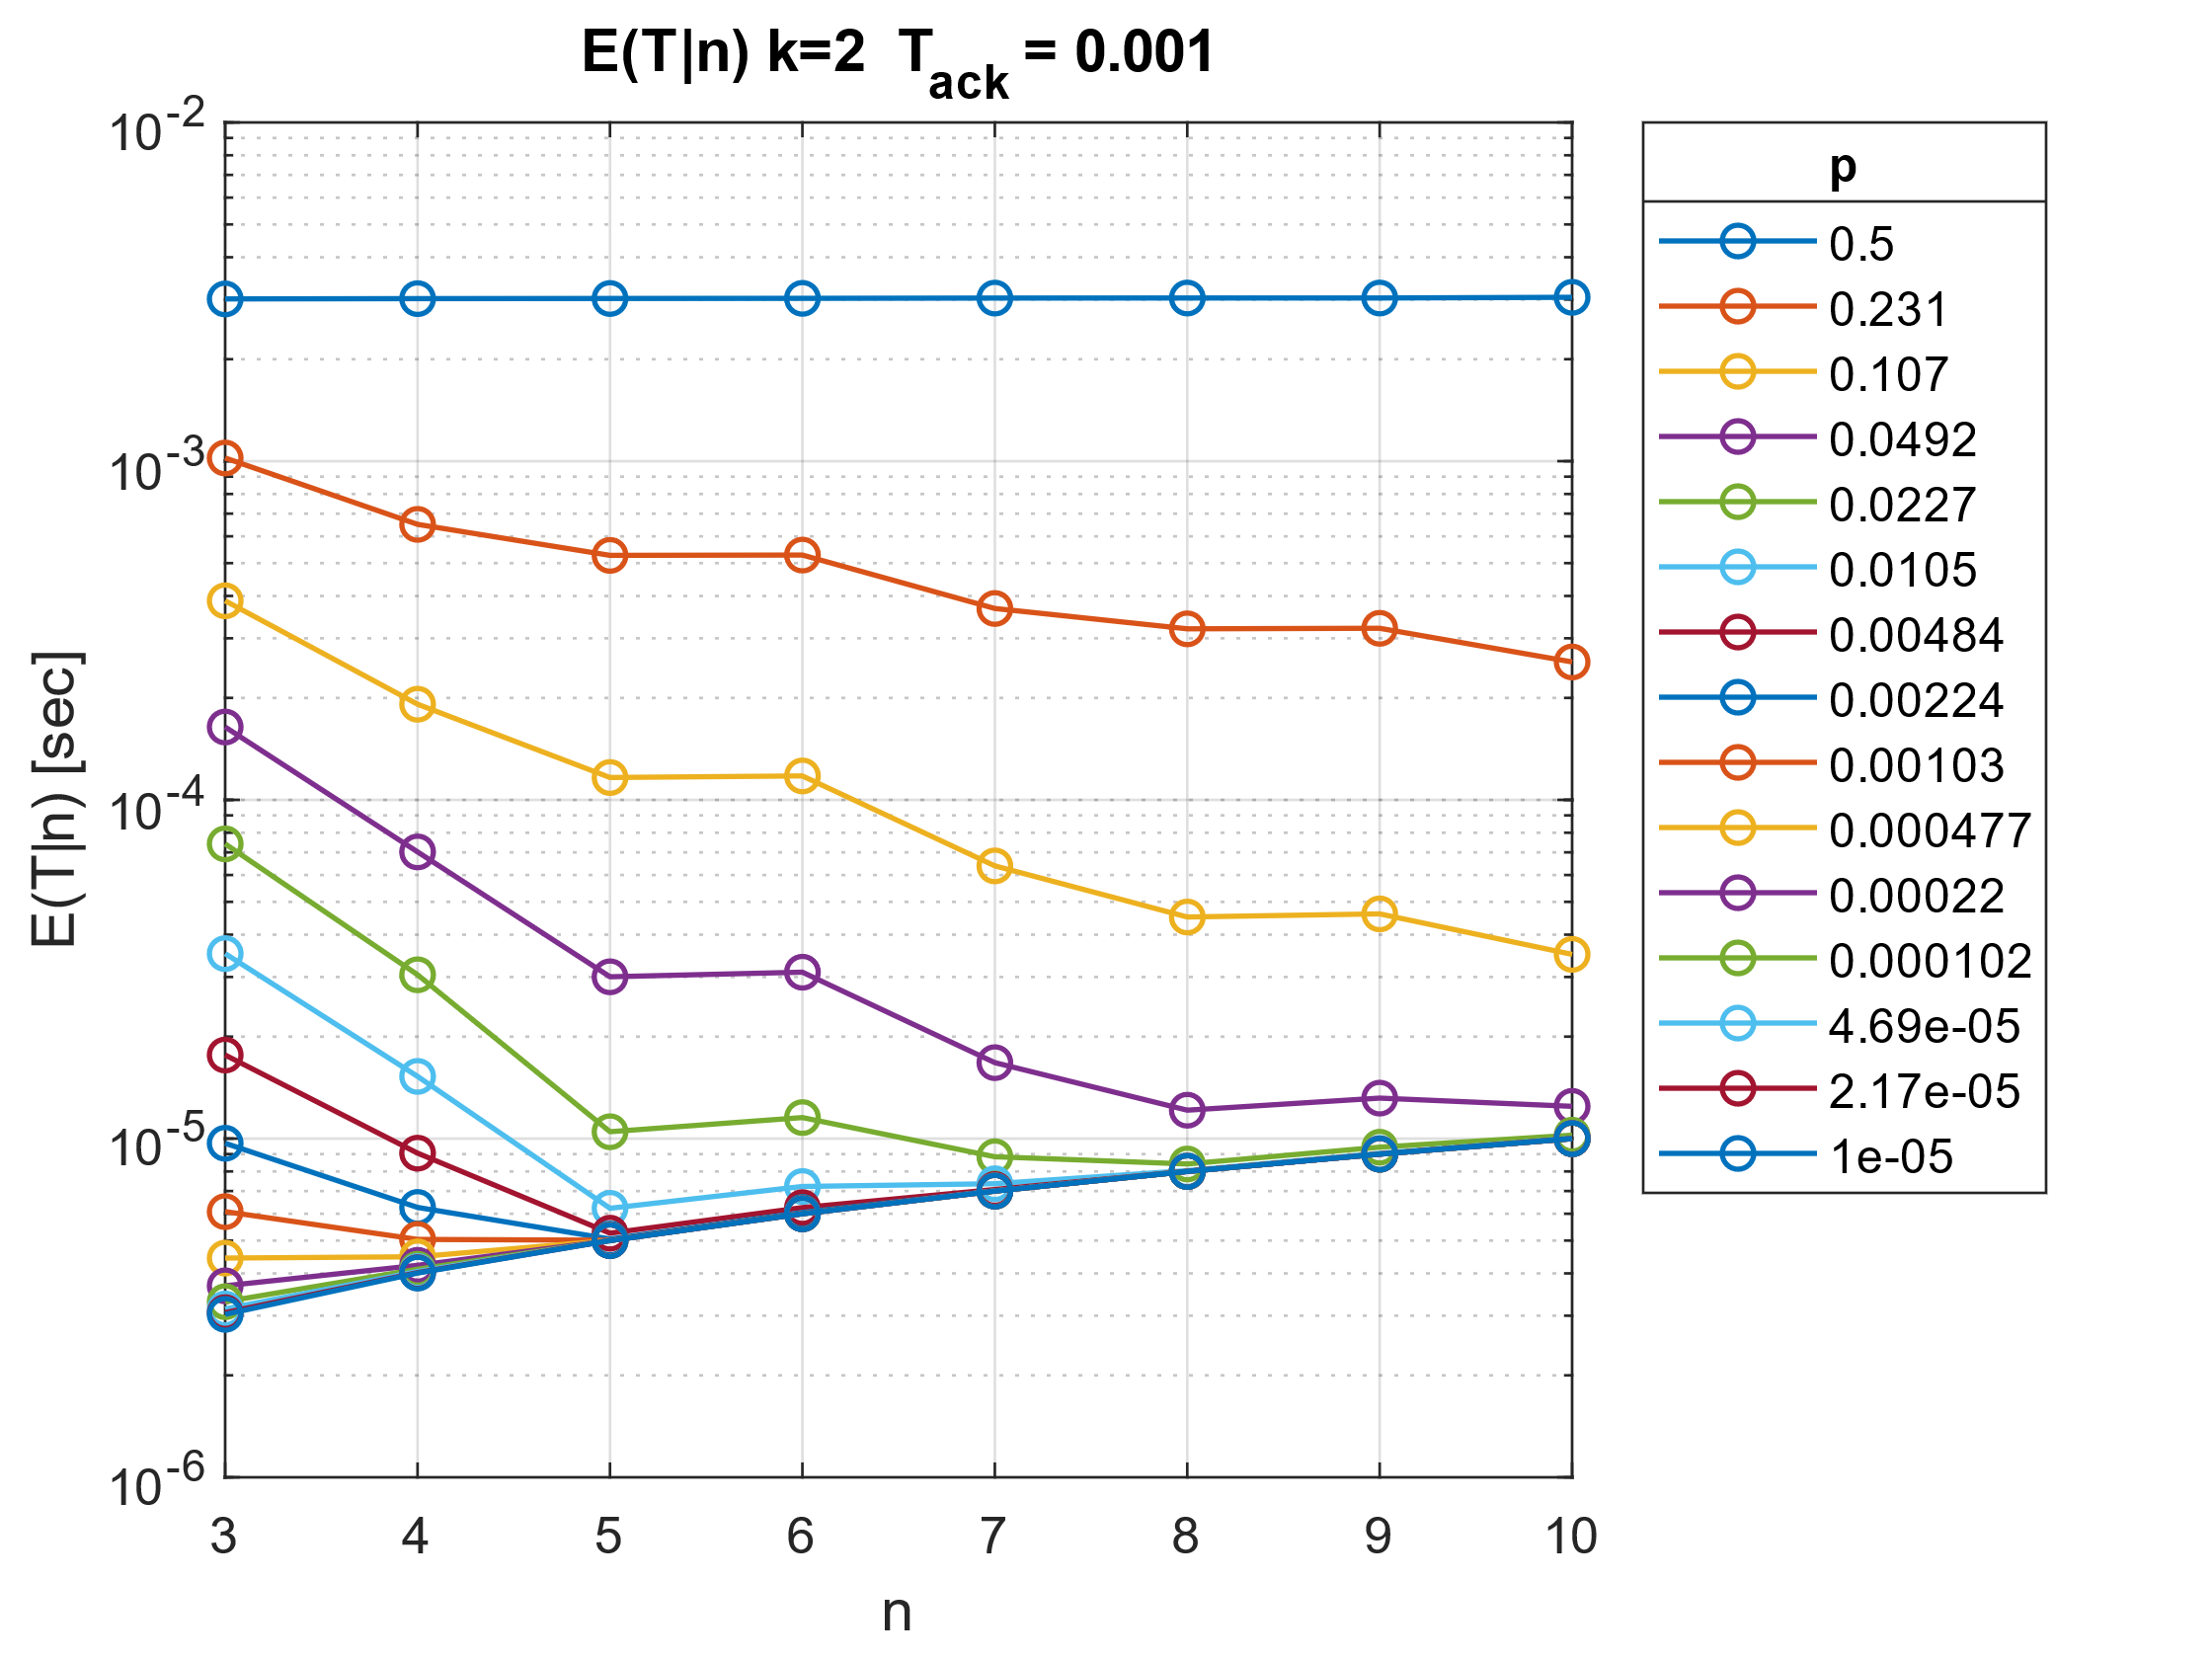 E(T|n) k=2 T_ack = 0.001
10^-2
10^-3
10^-4
10^-5
10^-6
E(T|n) [sec]
3 4 5 6 7 8 9 10
n
p
0.5
0.231
0.107
0.0492
0.0227
0.0105
0.00484
0.00224
0.00103
0.000477
0.00022
0.000102
4.69e-05
2.17e-05
1e-05